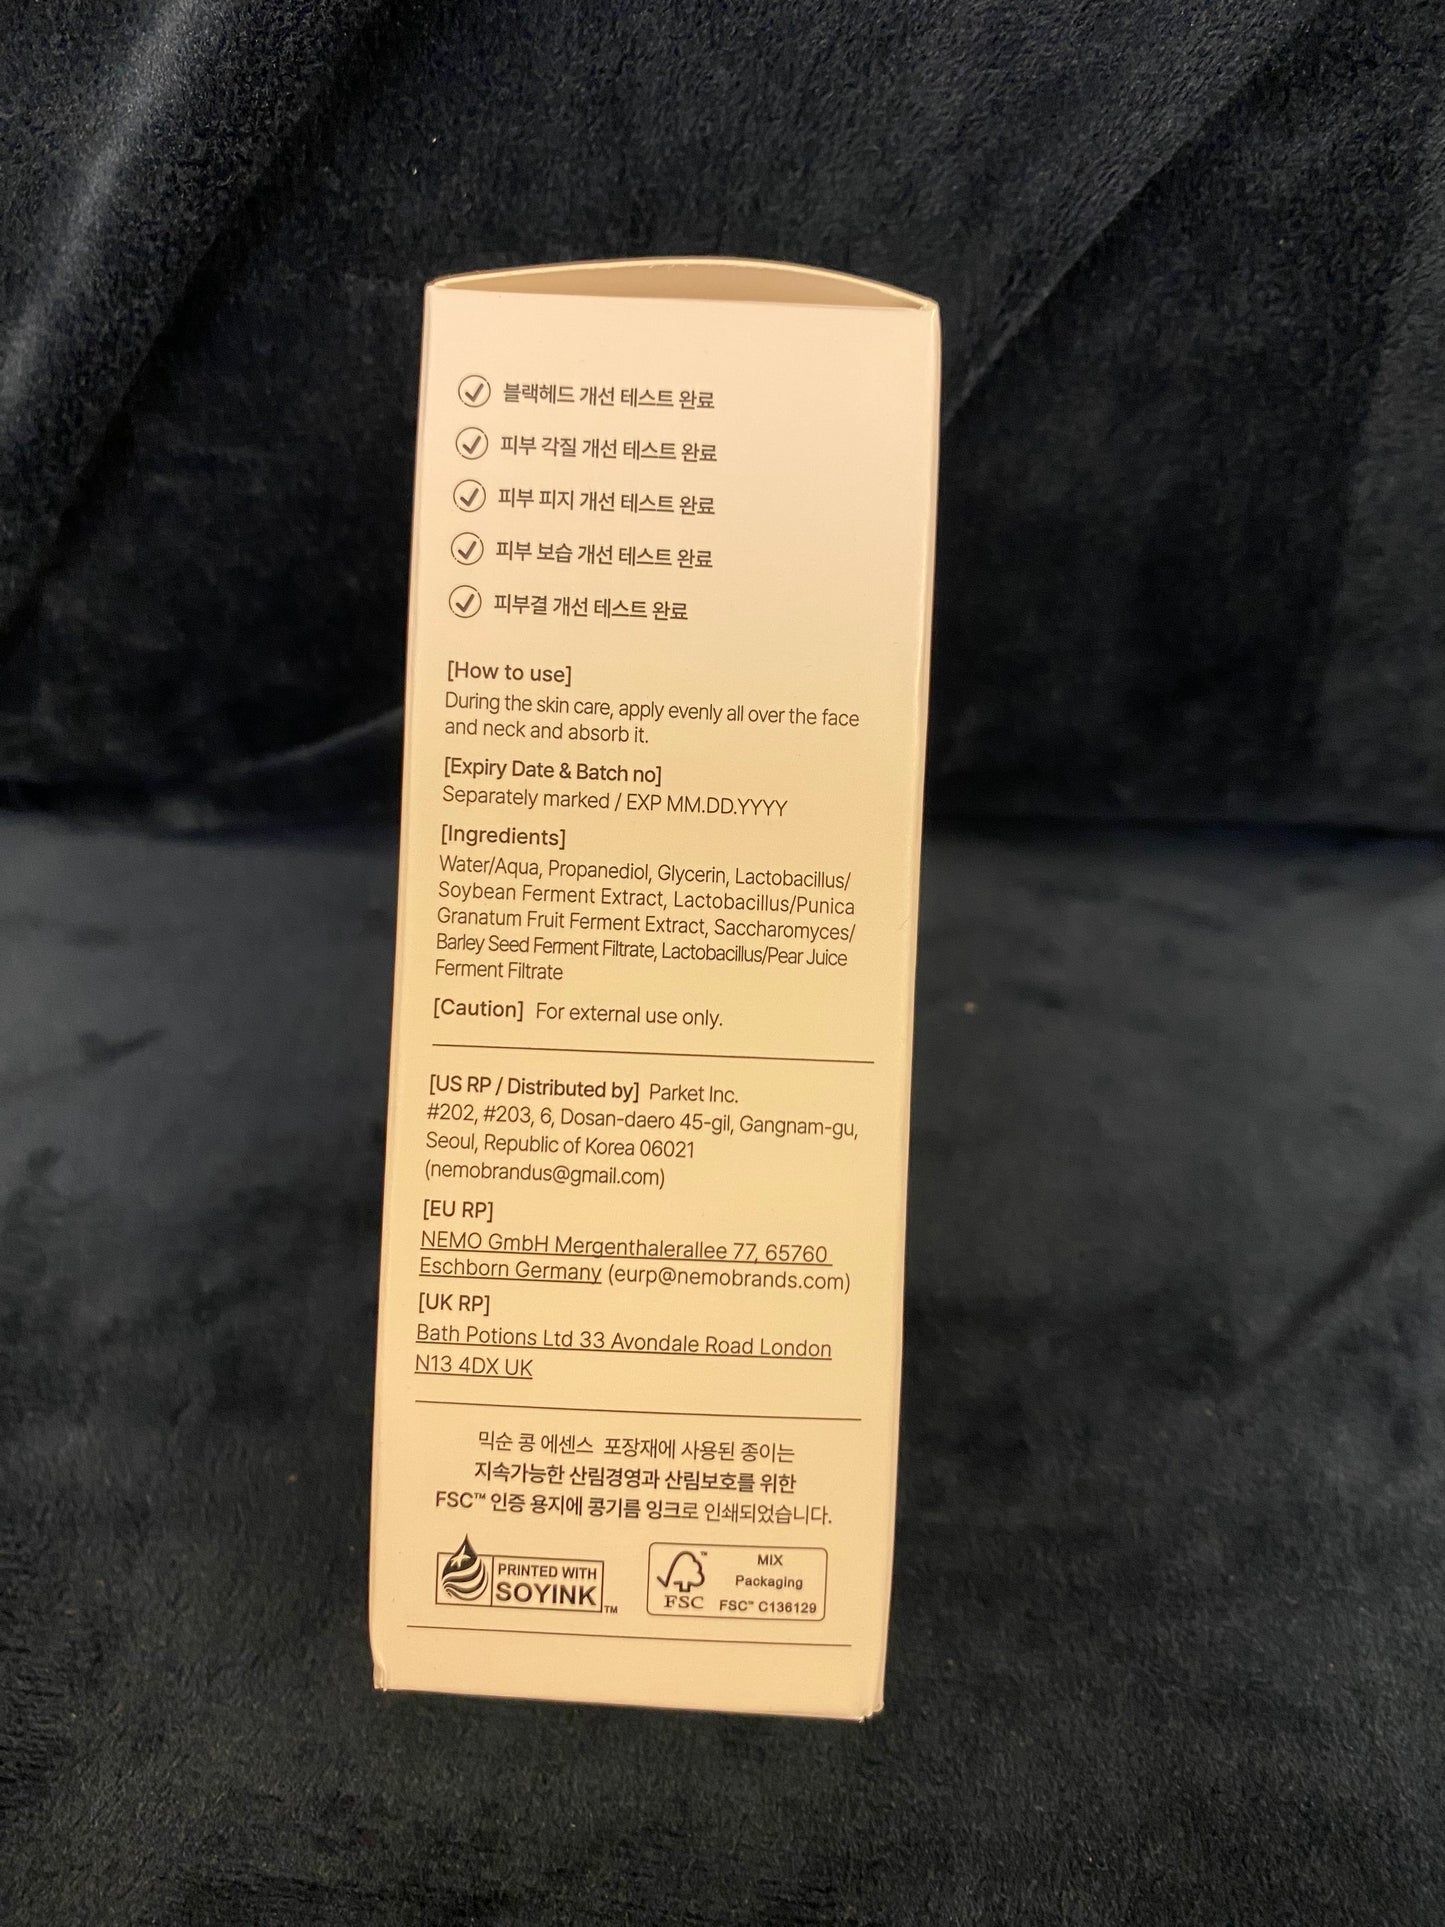 블랙헤드 개선 테스트 완료
피부 각질 개선 테스트 완료
피부 피지 개선 테스트 완료
피부 보습 개선 테스트 완료
피부결 개선 테스트 완료
[How to use]
During the skin care, apply evenly all over the face
and neck and absorb it.
[Expiry Date & Batch no]
Separately marked / EXP MM.DD.YYYY
[Ingredients]
Water/Aqua, Propanediol, Glycerin, Lactobacillus/
Soybean Ferment Extract, Lactobacillus/Punica
Granatum Fruit Ferment Extract, Saccharomyces/
Barley Seed Ferment Filtrate, Lactobacillus/Pear Juice
Ferment Filtrate
[Caution] For external use only.
[US RP / Distributed by] Parket Inc.
#202, #203, 6, Dosan-daero 45-gil, Gangnam-gu,
Seoul, Republic of Korea 06021
(nemobrandus@gmail.com)
[EU RP]
NEMO GmbH Mergenthalerallee 77, 65760
Eschborn Germany (eurp@nemobrands.com)
[UK RP]
Bath Potions Ltd 33 Avondale Road London
N13 4DX UK
믹순 콩 에센스 포장재에 사용된 종이는
지속가능한 산림경영과 산림보호를 위한
FSC™ 인증 용지에 콩기름 잉크로 인쇄되었습니다.
PRINTED WITH
SOYINK™
FSC™
MIX
Packaging
FSC™ C136129